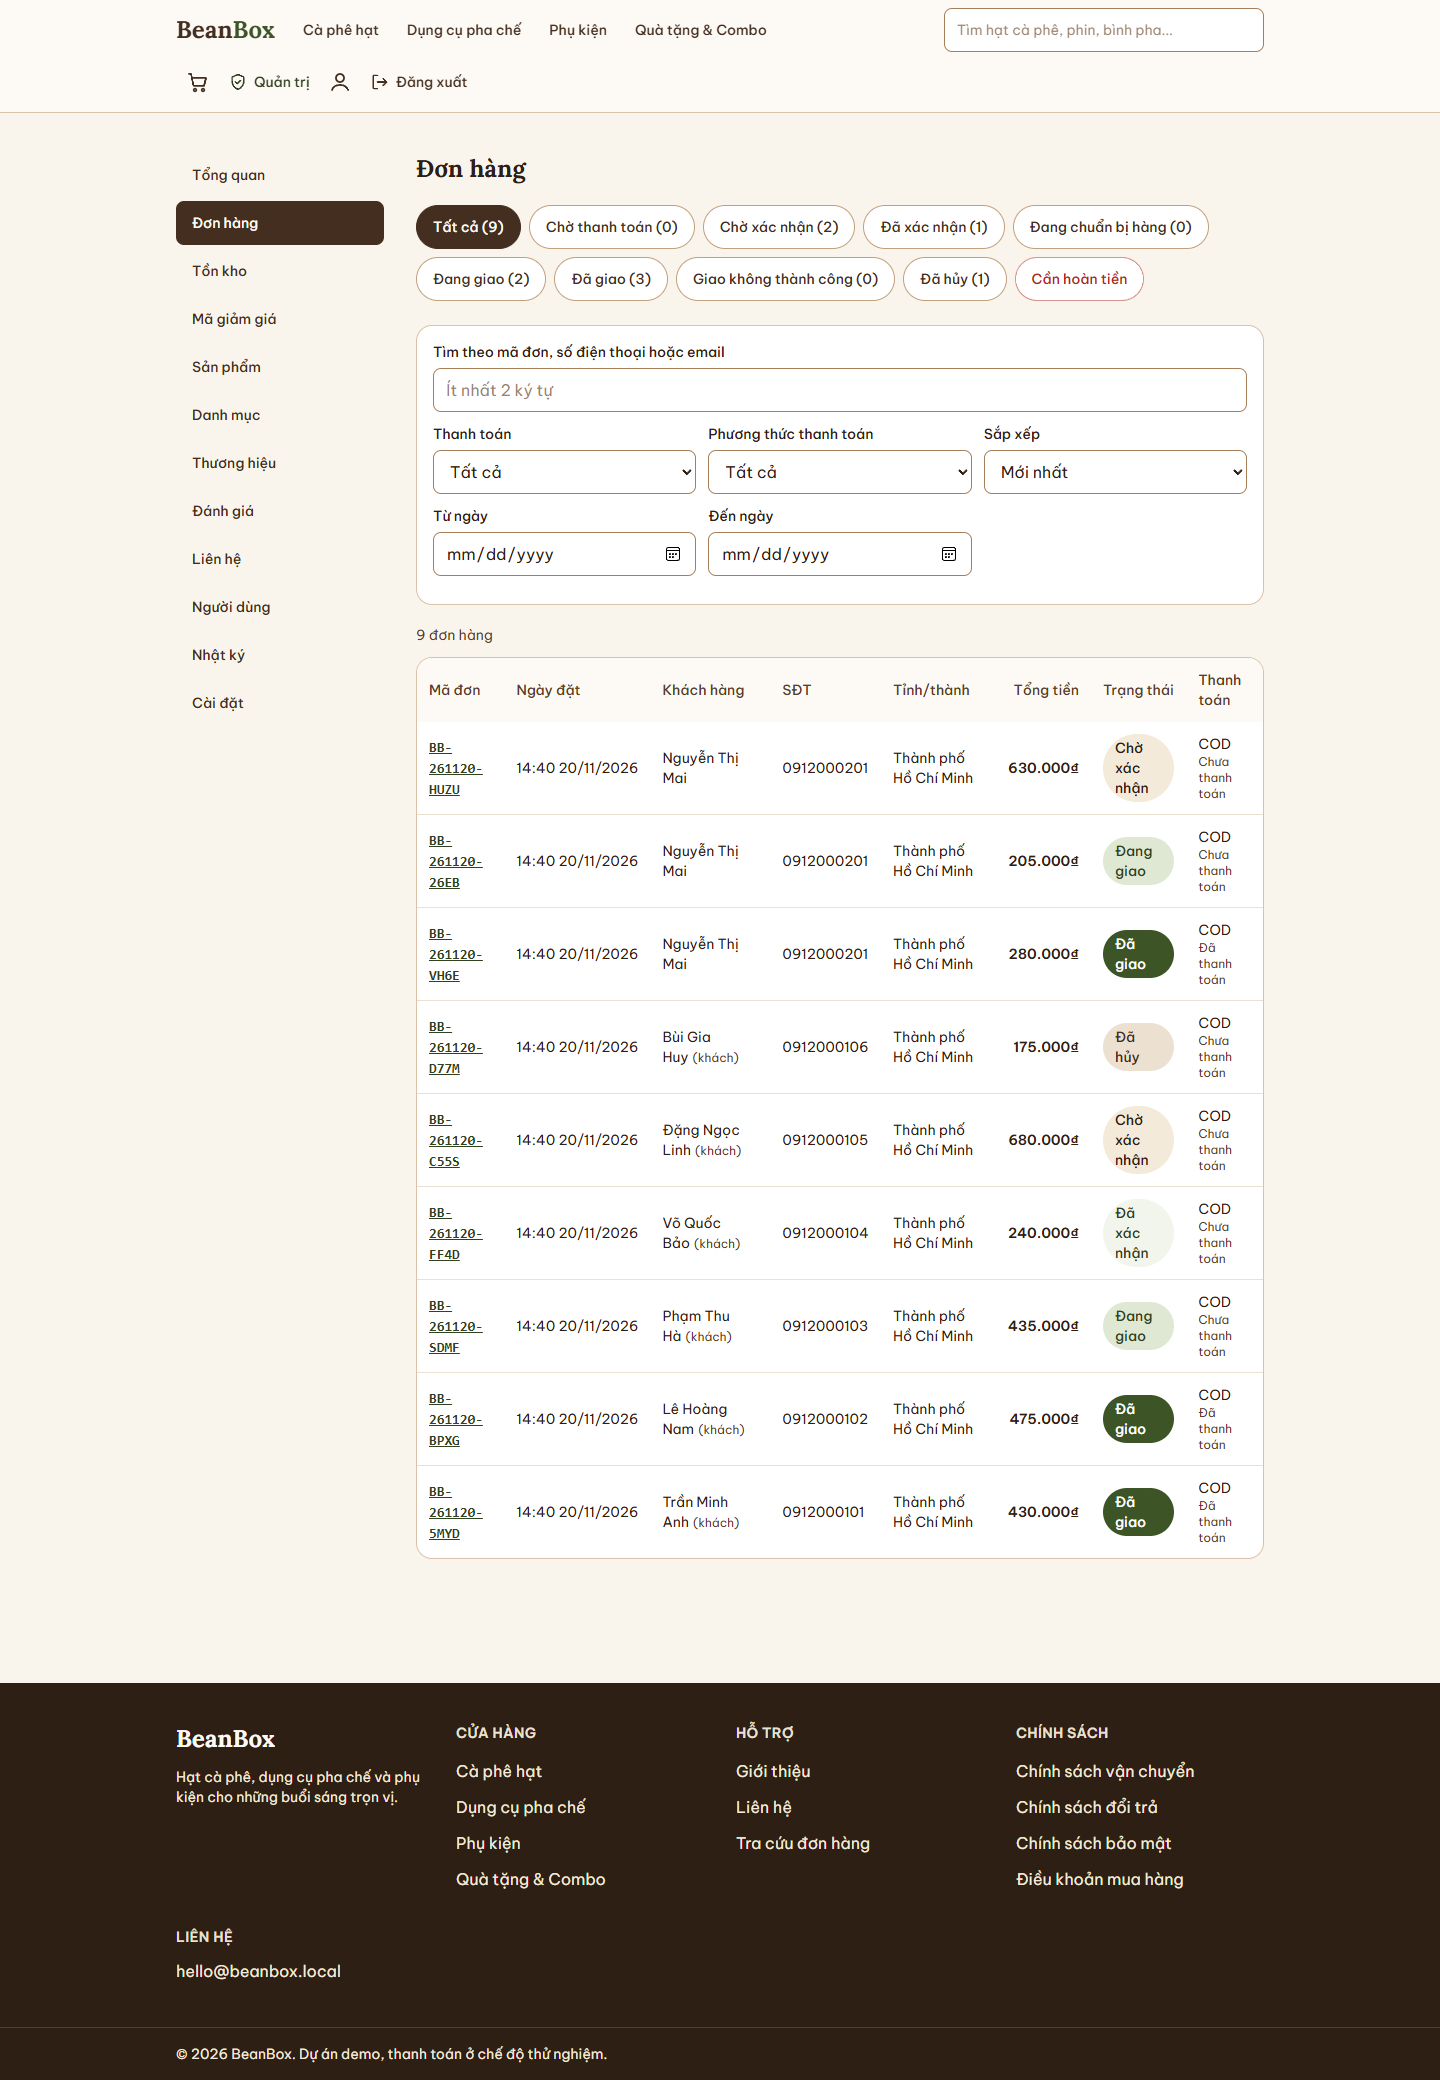 BeanBox Cà phê hạt Dụng cụ pha chế Phụ kiện Quà tặng & Combo Tìm hạt cà phê, phin, bình pha...
Quản trị Đăng xuất
Tổng quan
Đơn hàng
Tồn kho
Mã giảm giá
Sản phẩm
Danh mục
Thương hiệu
Đánh giá
Liên hệ
Người dùng
Nhật ký
Cài đặt
Đơn hàng
Tất cả (9) Chờ thanh toán (0) Chờ xác nhận (2) Đã xác nhận (1) Đang chuẩn bị hàng (0)
Đang giao (2) Đã giao (3) Giao không thành công (0) Đã hủy (1) Cần hoàn tiền
Tìm theo mã đơn, số điện thoại hoặc email
Ít nhất 2 ký tự
Thanh toán Phương thức thanh toán Sắp xếp
Tất cả Tất cả Mới nhất
Từ ngày Đến ngày
mm/dd/yyyy mm/dd/yyyy
9 đơn hàng
Mã đơn Ngày đặt Khách hàng SĐT Tỉnh/thành Tổng tiền Trạng thái Thanh toán
BB-261120-HUZU 14:40 20/11/2026 Nguyễn Thị Mai 0912000201 Thành phố Hồ Chí Minh 630.000₫ Chờ xác nhận COD Chưa thanh toán
BB-261120-26EB 14:40 20/11/2026 Nguyễn Thị Mai 0912000201 Thành phố Hồ Chí Minh 205.000₫ Đang giao COD Chưa thanh toán
BB-261120-VH6E 14:40 20/11/2026 Nguyễn Thị Mai 0912000201 Thành phố Hồ Chí Minh 280.000₫ Đã giao COD Đã thanh toán
BB-261120-D77M 14:40 20/11/2026 Bùi Gia Huy (khách) 0912000106 Thành phố Hồ Chí Minh 175.000₫ Đã hủy COD Chưa thanh toán
BB-261120-C55S 14:40 20/11/2026 Đặng Ngọc Linh (khách) 0912000105 Thành phố Hồ Chí Minh 680.000₫ Chờ xác nhận COD Chưa thanh toán
BB-261120-FF4D 14:40 20/11/2026 Võ Quốc Bảo (khách) 0912000104 Thành phố Hồ Chí Minh 240.000₫ Đã xác nhận COD Chưa thanh toán
BB-261120-SDMF 14:40 20/11/2026 Phạm Thu Hà (khách) 0912000103 Thành phố Hồ Chí Minh 435.000₫ Đang giao COD Chưa thanh toán
BB-261120-BPXG 14:40 20/11/2026 Lê Hoàng Nam (khách) 0912000102 Thành phố Hồ Chí Minh 475.000₫ Đã giao COD Đã thanh toán
BB-261120-5MYD 14:40 20/11/2026 Trần Minh Anh (khách) 0912000101 Thành phố Hồ Chí Minh 430.000₫ Đã giao COD Đã thanh toán
BeanBox
Hạt cà phê, dụng cụ pha chế và phụ
kiện cho những buổi sáng trọn vị.
CỬA HÀNG
Cà phê hạt
Dụng cụ pha chế
Phụ kiện
Quà tặng & Combo
HỖ TRỢ
Giới thiệu
Liên hệ
Tra cứu đơn hàng
CHÍNH SÁCH
Chính sách vận chuyển
Chính sách đổi trả
Chính sách bảo mật
Điều khoản mua hàng
LIÊN HỆ
hello@beanbox.local
© 2026 BeanBox. Dự án demo, thanh toán ở chế độ thử nghiệm.